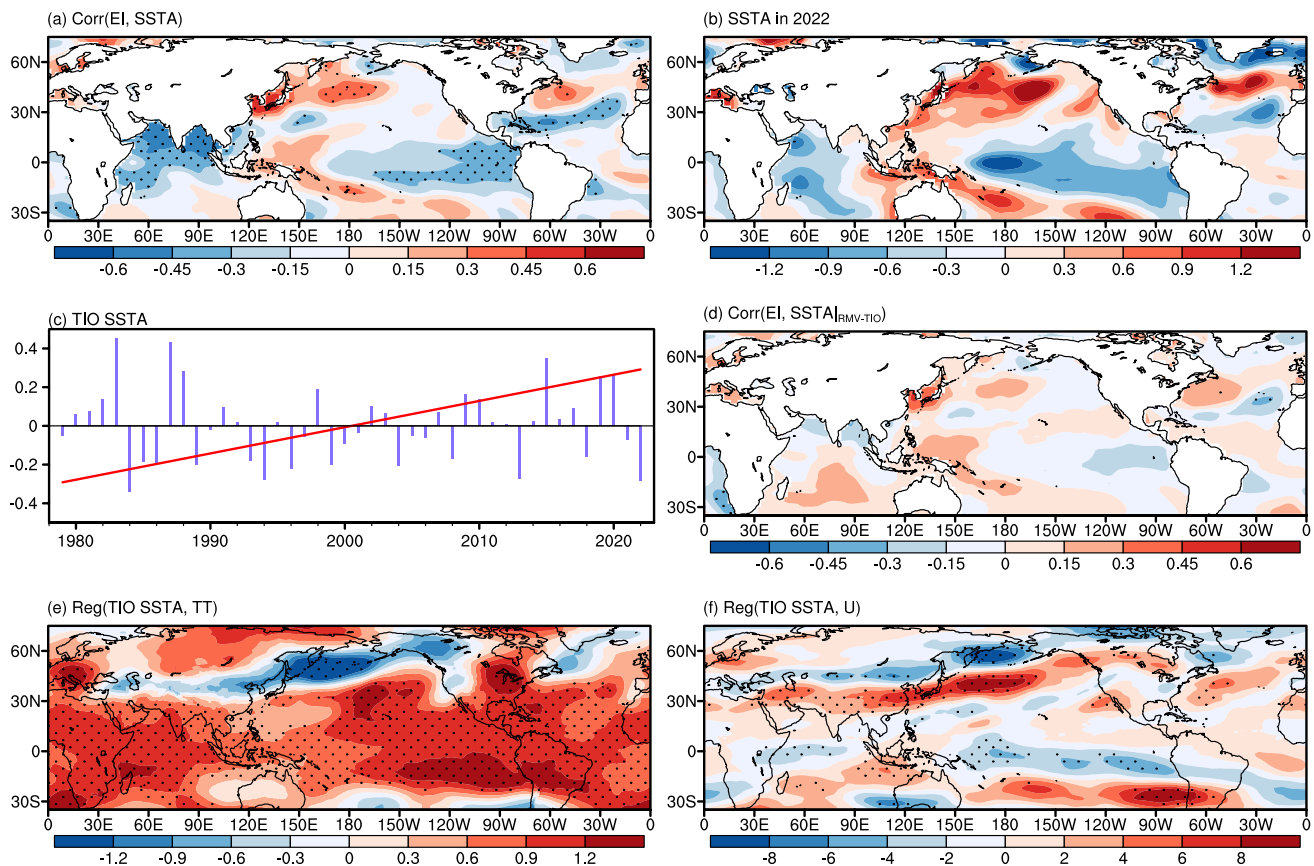 (a) Corr(EI, SSTA)
60N
30N
0
30S
0 30E 60E 90E 120E 150E 180 150W 120W 90W 60W 30W 0
-0.6 -0.45 -0.3 -0.15 0 0.15 0.3 0.45 0.6
(b) SSTA in 2022
60N
30N
0
30S
0 30E 60E 90E 120E 150E 180 150W 120W 90W 60W 30W 0
-1.2 -0.9 -0.6 -0.3 0 0.3 0.6 0.9 1.2
(c) TIO SSTA
0.4
0.2
0
-0.2
-0.4
1980 1990 2000 2010 2020
(d) Corr(EI, SSTA|RMV-TIO)
60N
30N
0
30S
0 30E 60E 90E 120E 150E 180 150W 120W 90W 60W 30W 0
-0.6 -0.45 -0.3 -0.15 0 0.15 0.3 0.45 0.6
(e) Reg(TIO SSTA, TT)
60N
30N
0
30S
0 30E 60E 90E 120E 150E 180 150W 120W 90W 60W 30W 0
-1.2 -0.9 -0.6 -0.3 0 0.3 0.6 0.9 1.2
(f) Reg(TIO SSTA, U)
60N
30N
0
30S
0 30E 60E 90E 120E 150E 180 150W 120W 90W 60W 30W 0
-8 -6 -4 -2 0 2 4 6 8